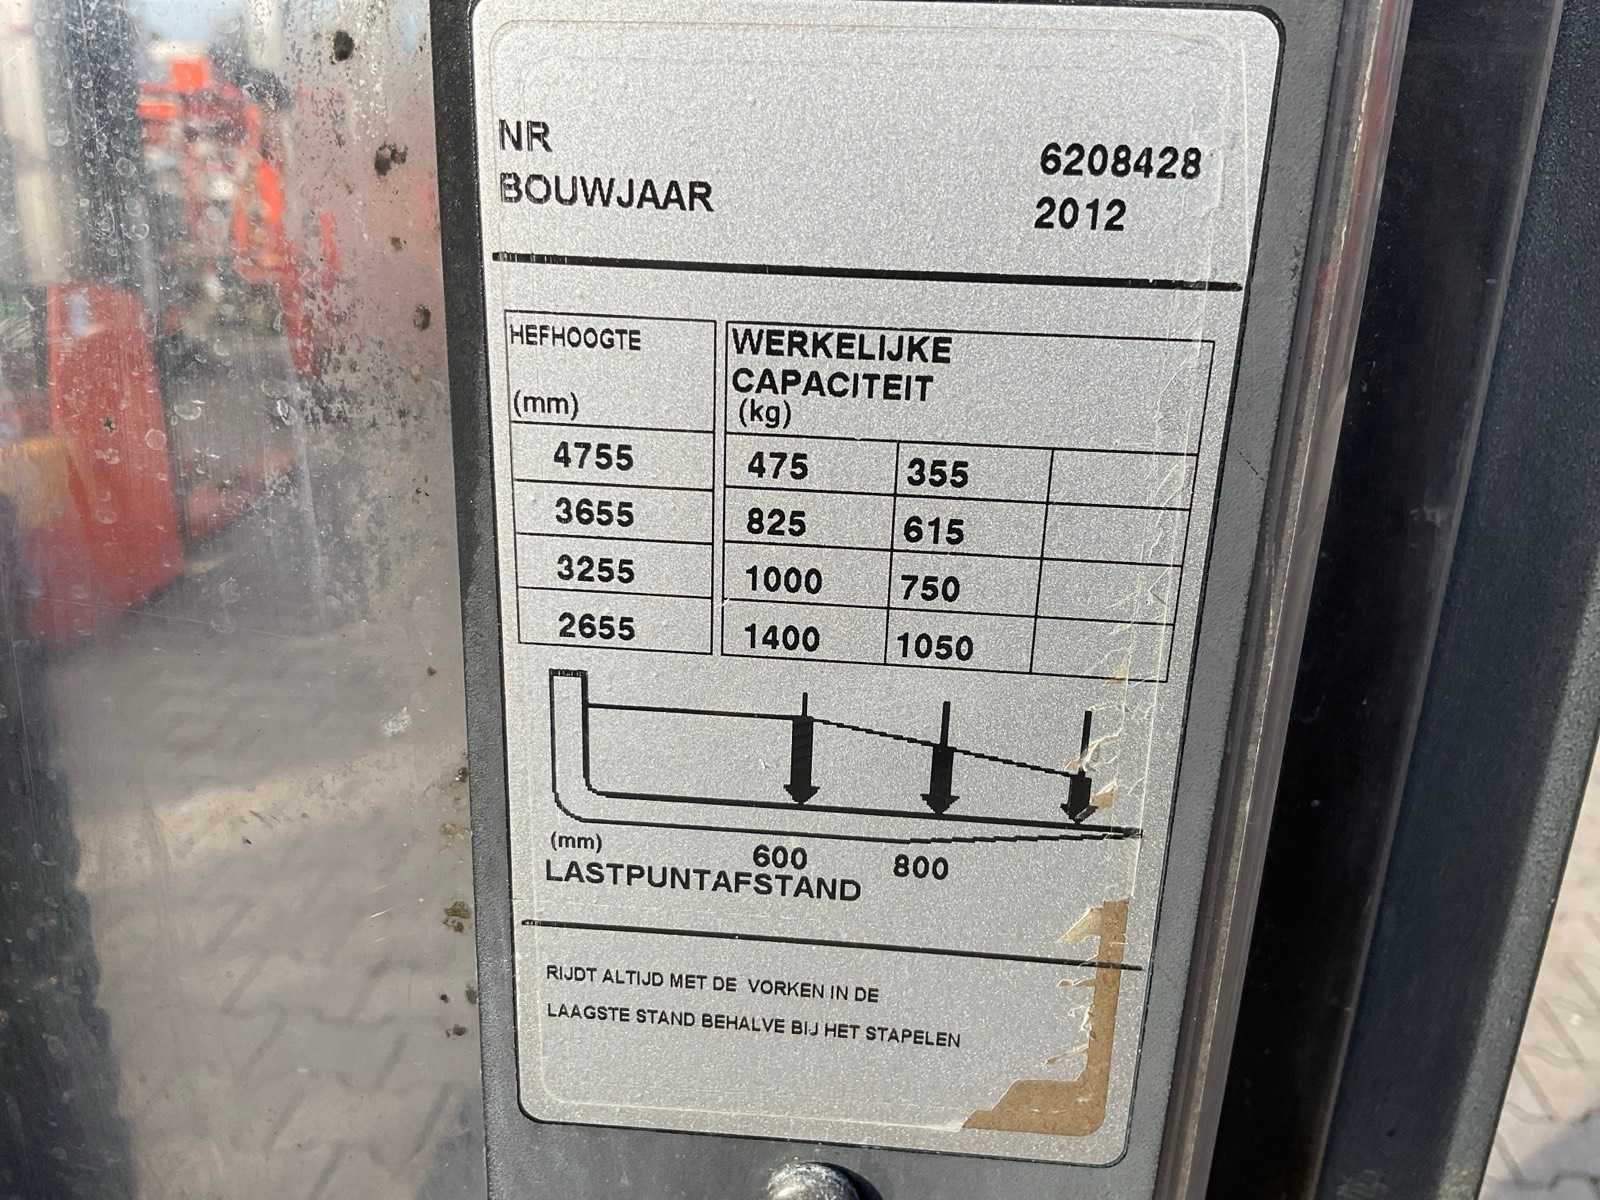 NR 6208428
BOUWJAAR 2012
HEFHOOGTE
(mm)
WERKELIJKE
CAPACITEIT
(kg)
4755 475 355
3655 825 615
3255 1000 750
2655 1400 1050
(mm) 600 800
LASTPUNTAFSTAND
RIJDT ALTIJD MET DE VORKEN IN DE
LAAGSTE STAND BEHALVE BIJ HET STAPELEN